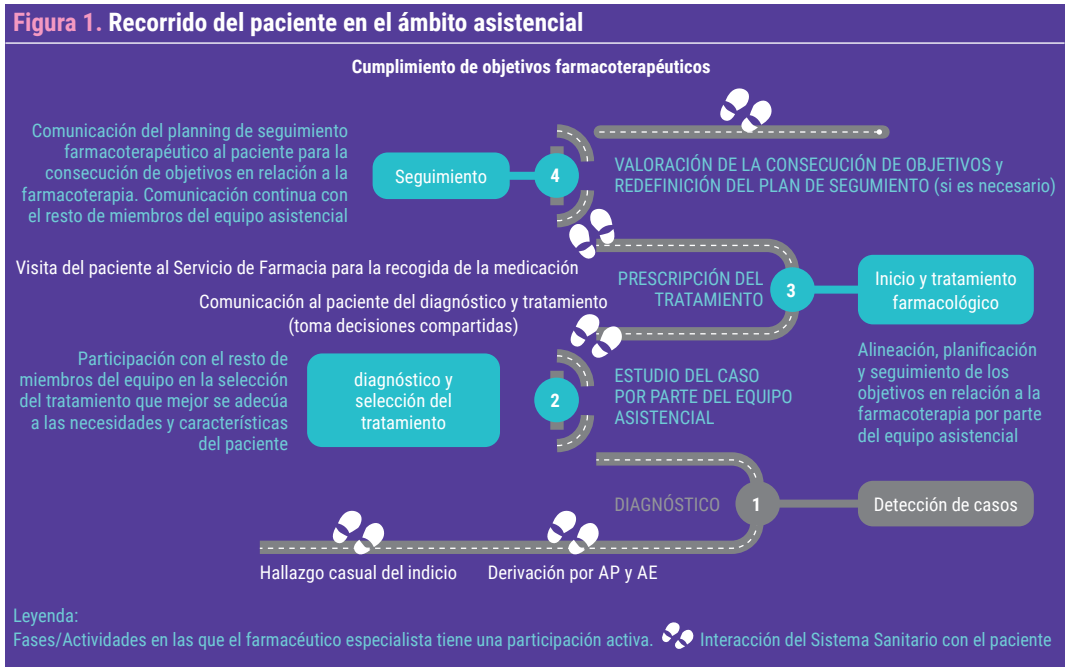 Figura 1. Recorrido del paciente en el ámbito asistencial
Cumplimiento de objetivos farmacoterapéuticos
Comunicación del planning de seguimiento
farmacoterapéutico al paciente para la
consecución de objetivos en relación a la
farmacoterapia. Comunicación continua con
el resto de miembros del equipo asistencial
Seguimiento
4
VALORACIÓN DE LA CONSECUCIÓN DE OBJETIVOS y
REDEFINICIÓN DEL PLAN DE SEGUMIENTO (si es necesario)
Visita del paciente al Servicio de Farmacia para la recogida de la medicación
PRESCRIPCIÓN DEL
TRATAMIENTO
3
Inicio y tratamiento
farmacológico
Comunicación al paciente del diagnóstico y tratamiento
(toma decisiones compartidas)
Participación con el resto de
miembros del equipo en la selección
del tratamiento que mejor se adecúa
a las necesidades y características
del paciente
diagnóstico y
selección del
tratamiento
2
ESTUDIO DEL CASO
POR PARTE DEL EQUIPO
ASISTENCIAL
Alineación, planificación
y seguimiento de los
objetivos en relación a la
farmacoterapia por parte
del equipo asistencial
DIAGNÓSTICO
1
Detección de casos
Hallazgo casual del indicio
Derivación por AP y AE
Leyenda:
Fases/Actividades en las que el farmacéutico especialista tiene una participación activa.
Interacción del Sistema Sanitario con el paciente